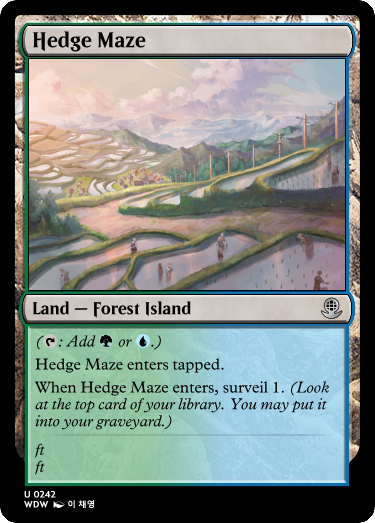 Hedge Maze
Land — Forest Island
(: Add or .)
Hedge Maze enters tapped.
When Hedge Maze enters, surveil 1. (Look
at the top card of your library. You may put it
into your graveyard.)
ft
ft
U 0242
WDW 이 채영